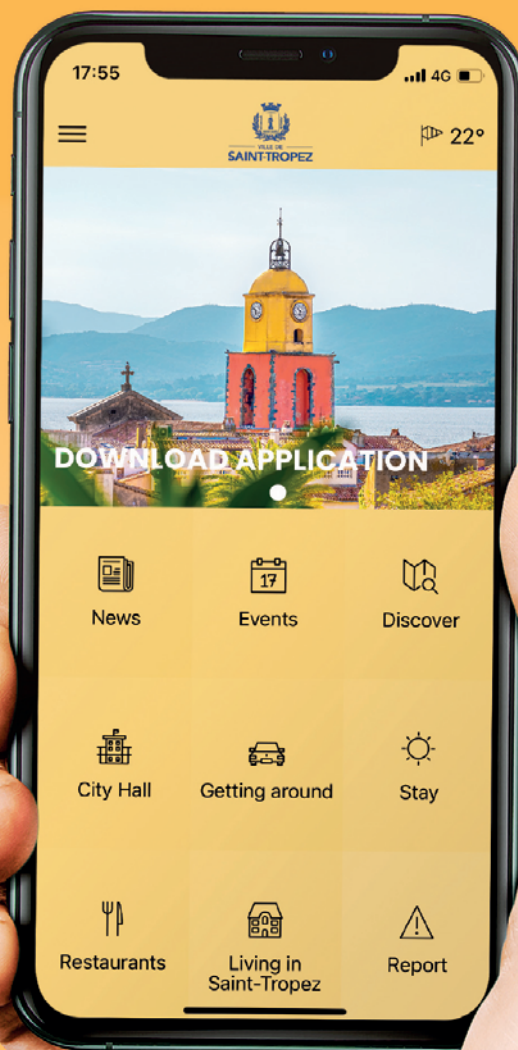 17:55
4G
VILLE DE
SAINT-TROPEZ
22°
DOWNLOAD APPLICATION
17
News
Events
Discover
City Hall
Getting around
Stay
Restaurants
Living in
Saint-Tropez
Report